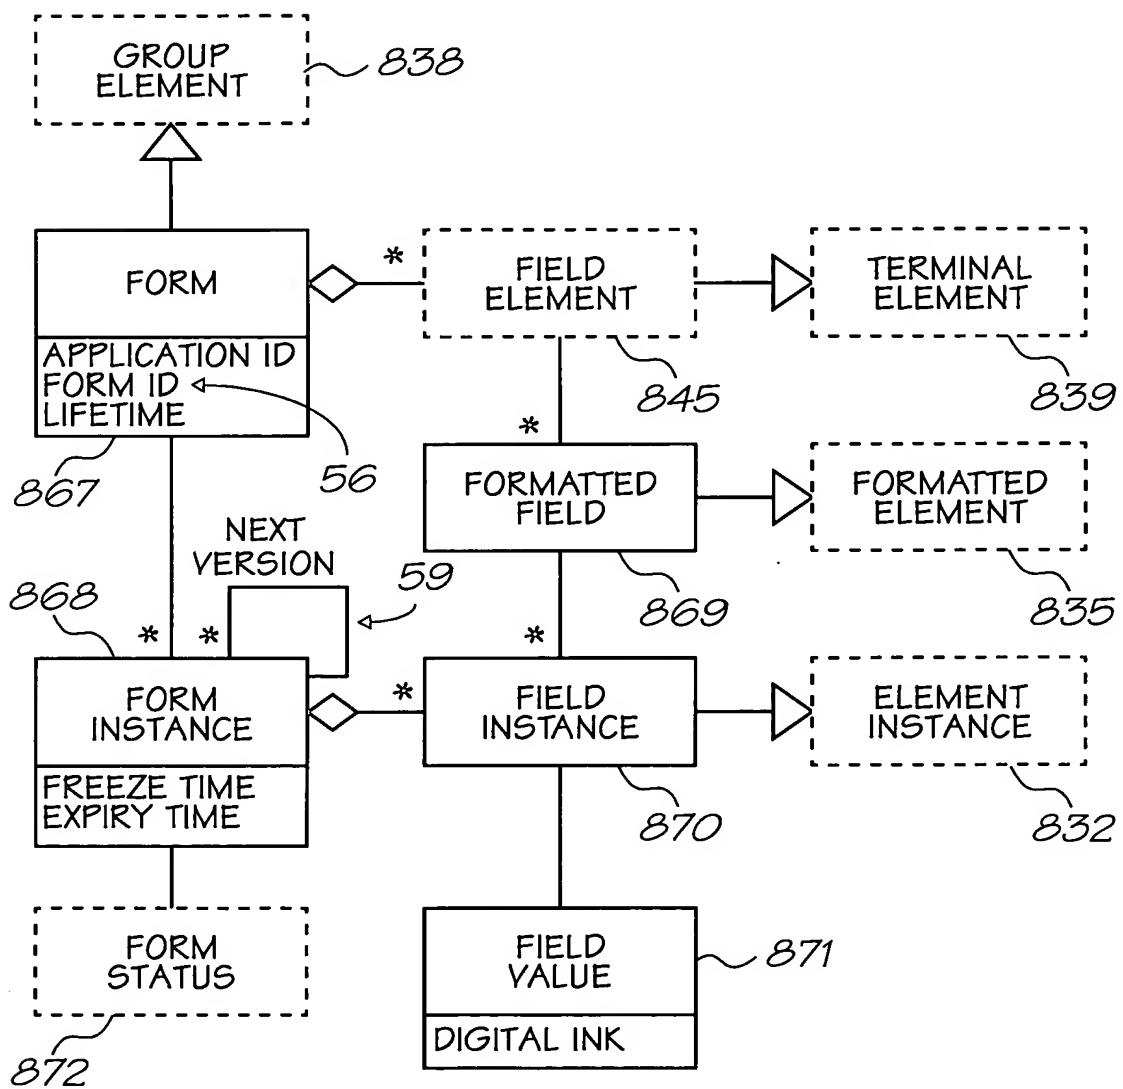 GROUP
ELEMENT
838
FORM
*
FIELD
ELEMENT
TERMINAL
ELEMENT
APPLICATION ID
FORM ID
LIFETIME
845
839
867
56
*
FORMATTED
FIELD
FORMATTED
ELEMENT
NEXT
VERSION
59
869
835
868
*
*
*
FORM
INSTANCE
*
FIELD
INSTANCE
ELEMENT
INSTANCE
FREEZE TIME
EXPIRY TIME
870
832
FORM
STATUS
FIELD
VALUE
871
DIGITAL INK
872